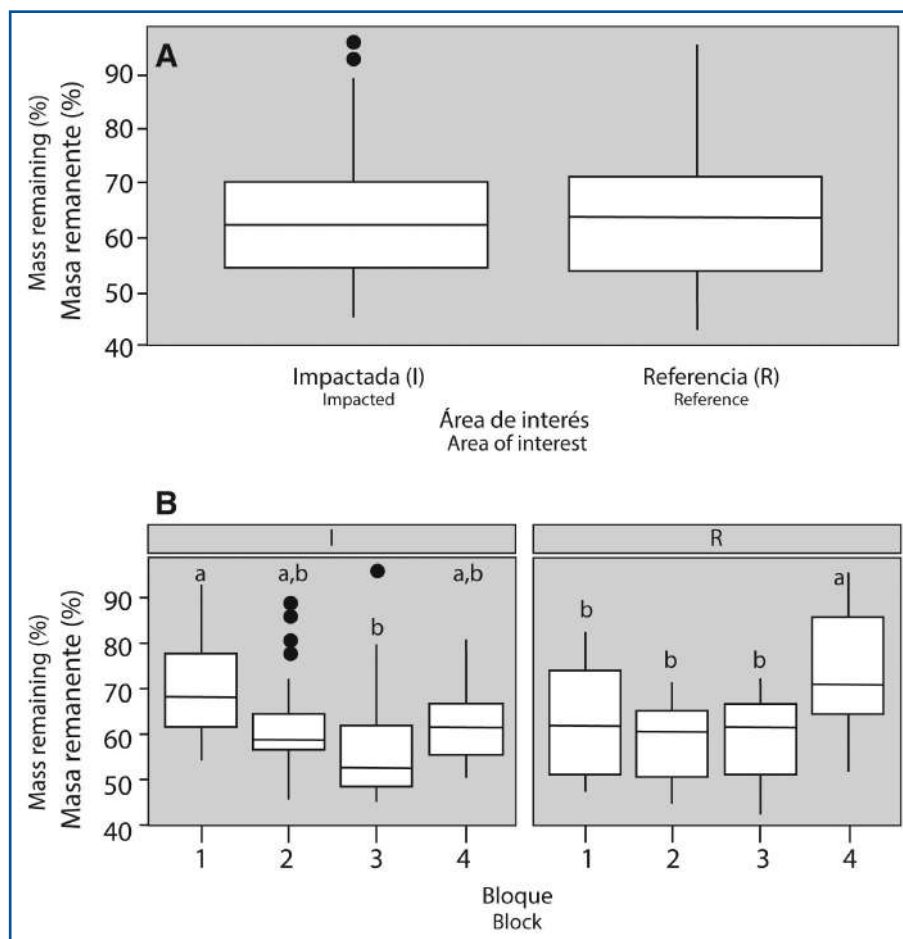 A
Mass remaining (%)
Masa remanente (%)
90
80
70
60
50
40
Impactada (I)
Impacted
Referencia (R)
Reference
Área de interés
Area of interest
B
I
R
Mass remaining (%)
Masa remanente (%)
90
80
70
60
50
40
a
a,b
b
a,b
b
b
b
a
1 2 3 4
1 2 3 4
Bloque
Block